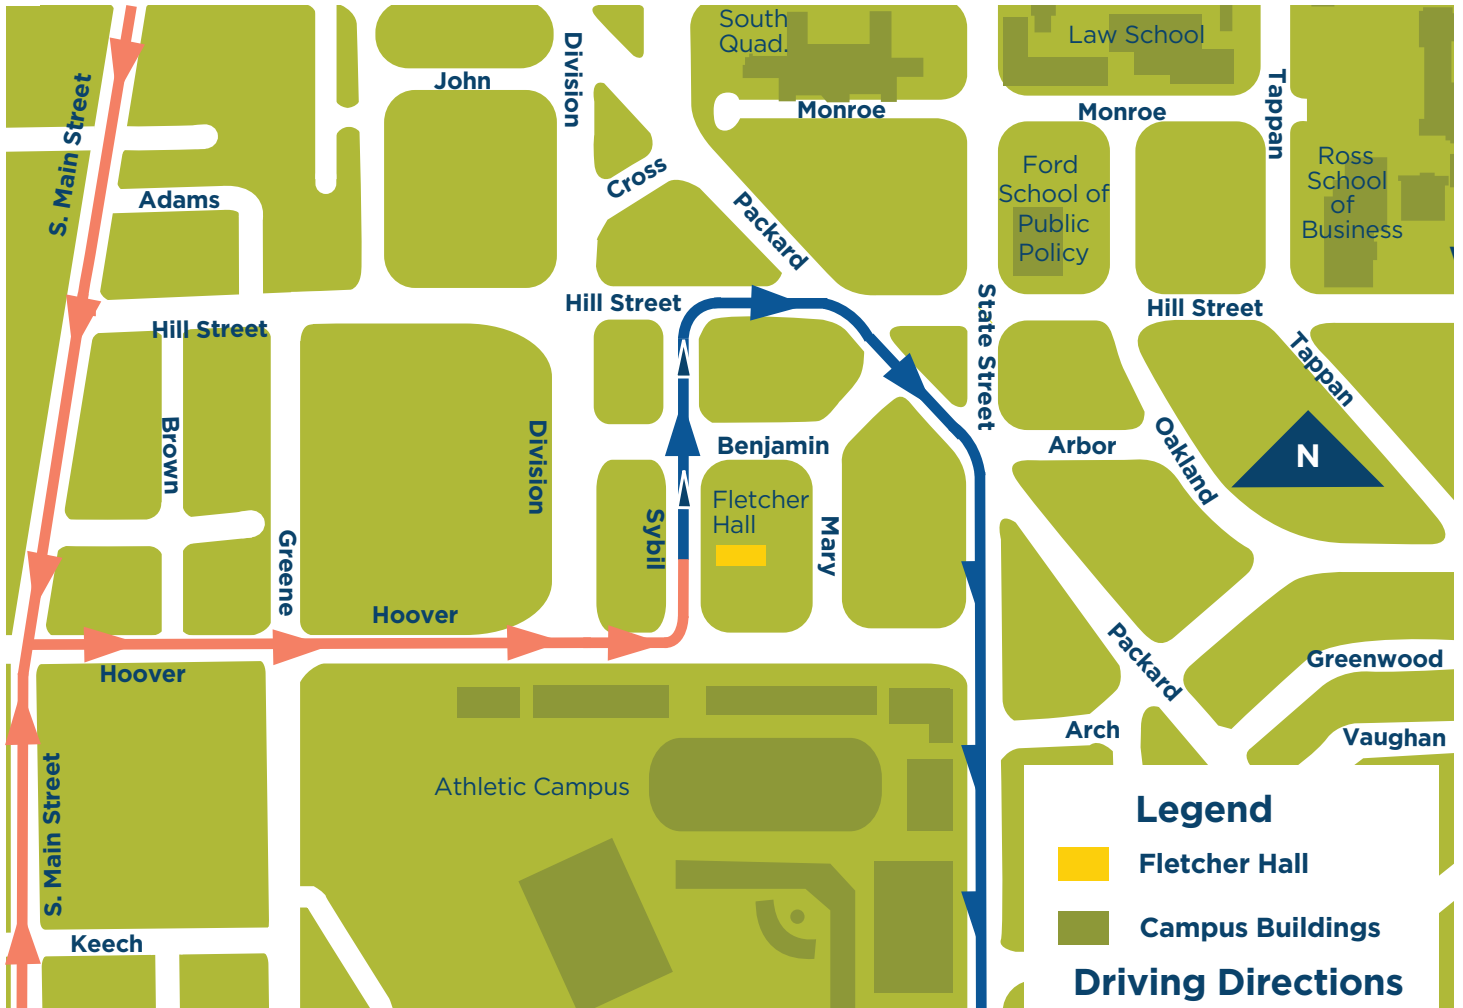 South
Quad.
Law School
Division
John
Tappan
S. Main Street
Monroe
Monroe
Ford
School of
Public
Policy
Ross
School
of
Business
Cross
Adams
Packard
Hill Street
Hill Street
Hill Street
State Street
Tappan
Brown
Division
Benjamin
Arbor
Oakland
N
Fletcher
Hall
Sybil
Mary
Greene
Hoover
Hoover
Packard
Greenwood
Arch
Vaughan
Athletic Campus
S. Main Street
Keech
Legend
Fletcher Hall
Campus Buildings
Driving Directions